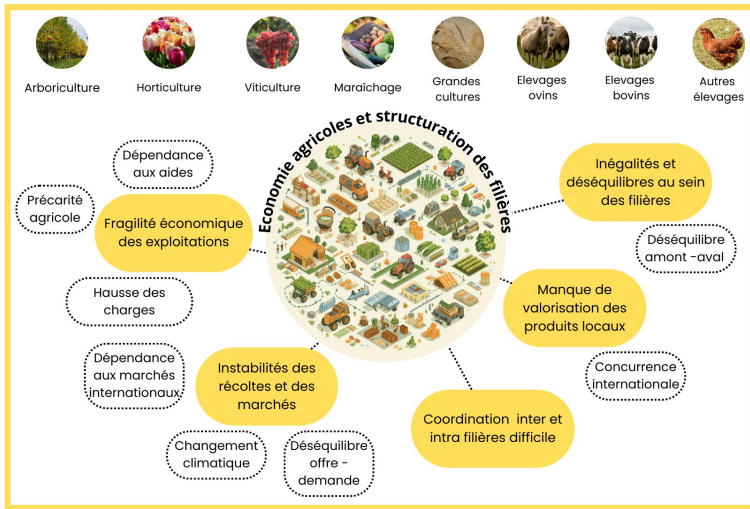 Arboriculture
Horticulture
Viticulture
Maraîchage
Grandes
cultures
Elevages
ovins
Elevages
bovins
Autres
élevages
Economie agricoles et structuration des filières
Dépendance
aux aides
Précarité
agricole
Fragilité économique
des exploitations
Hausse des
charges
Dépendance
aux marchés
internationaux
Instabilités des
récoltes et des
marchés
Changement
climatique
Déséquilibre
offre -
demande
Inégalités et
déséquilibres au sein
des filières
Déséquilibre
amont -aval
Manque de
valorisation des
produits locaux
Concurrence
internationale
Coordination inter et
intra filières difficile